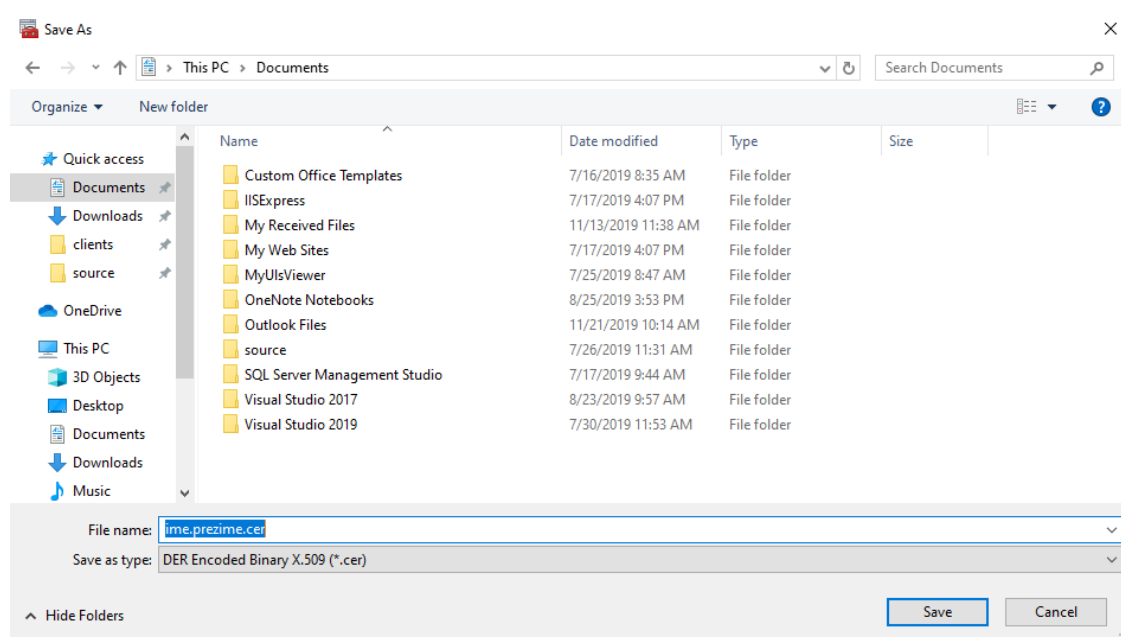 Save As
This PC > Documents
Search Documents
Organize
New folder
Name Date modified Type Size
Quick access
Documents
Downloads
clients
source
OneDrive
This PC
3D Objects
Desktop
Documents
Downloads
Music
Custom Office Templates 7/16/2019 8:35 AM File folder
IISExpress 7/17/2019 4:07 PM File folder
My Received Files 11/13/2019 11:38 AM File folder
My Web Sites 7/17/2019 4:07 PM File folder
MyUIsViewer 7/25/2019 8:47 AM File folder
OneNote Notebooks 8/25/2019 3:53 PM File folder
Outlook Files 11/21/2019 10:14 AM File folder
source 7/26/2019 11:31 AM File folder
SQL Server Management Studio 7/17/2019 9:44 AM File folder
Visual Studio 2017 8/23/2019 9:57 AM File folder
Visual Studio 2019 7/30/2019 11:53 AM File folder
File name: ime.prezime.cer
Save as type: DER Encoded Binary X.509 (*.cer)
Hide Folders
Save
Cancel